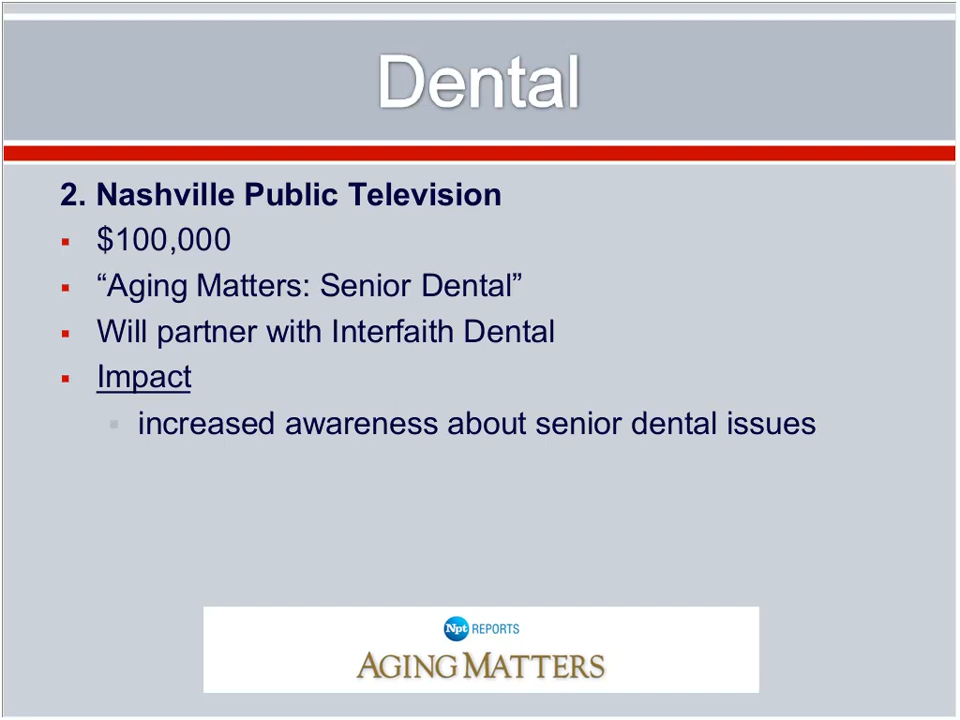 Dental
2. Nashville Public Television
▪ $100,000
▪ “Aging Matters: Senior Dental”
▪ Will partner with Interfaith Dental
▪ Impact
▪ increased awareness about senior dental issues
Npt REPORTS
AGING MATTERS